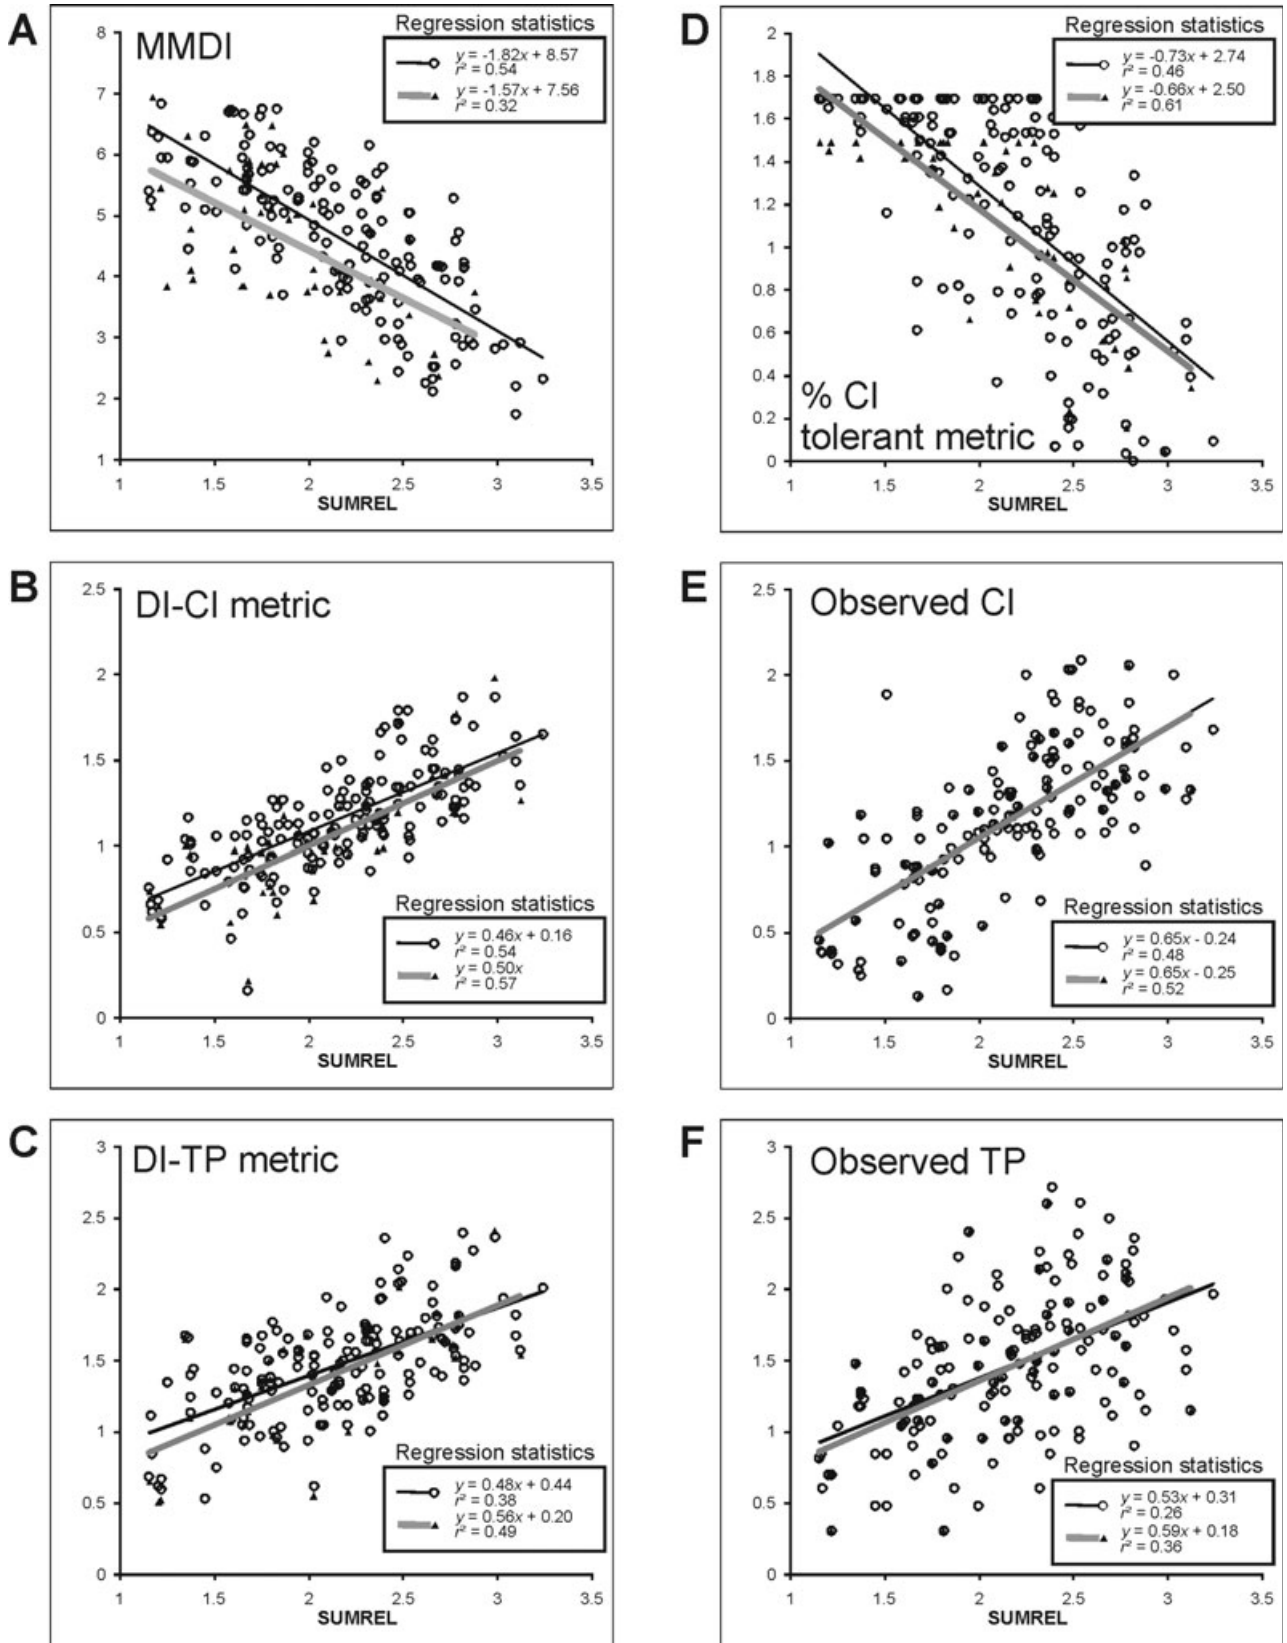 A
MMDI
Regression statistics
y = -1.82x + 8.57
r² = 0.54
y = -1.57x + 7.56
r² = 0.32
8
7
6
5
4
3
2
1
1 1.5 2 2.5 3 3.5
SUMREL
D
Regression statistics
y = -0.73x + 2.74
r² = 0.46
y = -0.66x + 2.50
r² = 0.61
2
1.8
1.6
1.4
1.2
1
0.8
0.6
0.4
0.2
0
% Cl
tolerant metric
1 1.5 2 2.5 3 3.5
SUMREL
B
DI-Cl metric
2.5
2
1.5
1
0.5
0
Regression statistics
y = 0.46x + 0.16
r² = 0.54
y = 0.50x
r² = 0.57
1 1.5 2 2.5 3 3.5
SUMREL
E
Observed Cl
2.5
2
1.5
1
0.5
0
Regression statistics
y = 0.65x - 0.24
r² = 0.48
y = 0.65x - 0.25
r² = 0.52
1 1.5 2 2.5 3 3.5
SUMREL
C
DI-TP metric
3
2.5
2
1.5
1
0.5
0
Regression statistics
y = 0.48x + 0.44
r² = 0.38
y = 0.56x + 0.20
r² = 0.49
1 1.5 2 2.5 3 3.5
SUMREL
F
Observed TP
3
2.5
2
1.5
1
0.5
0
Regression statistics
y = 0.53x + 0.31
r² = 0.26
y = 0.59x + 0.18
r² = 0.36
1 1.5 2 2.5 3 3.5
SUMREL